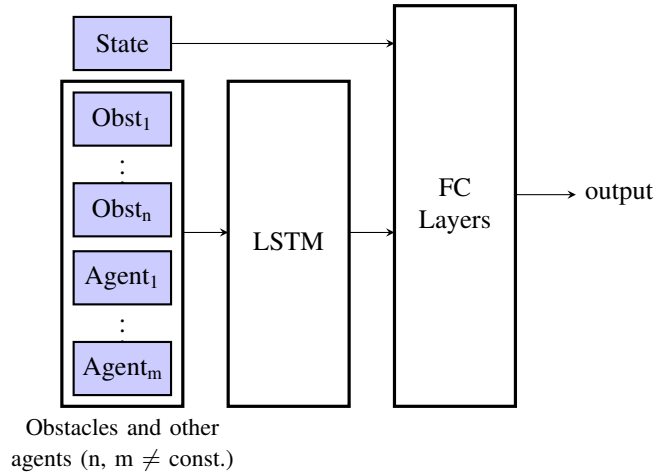 State
Obst₁
⋮
Obstₙ
Agent₁
⋮
Agentₘ
LSTM
FC
Layers
output
Obstacles and other
agents (n, m ≠ const.)